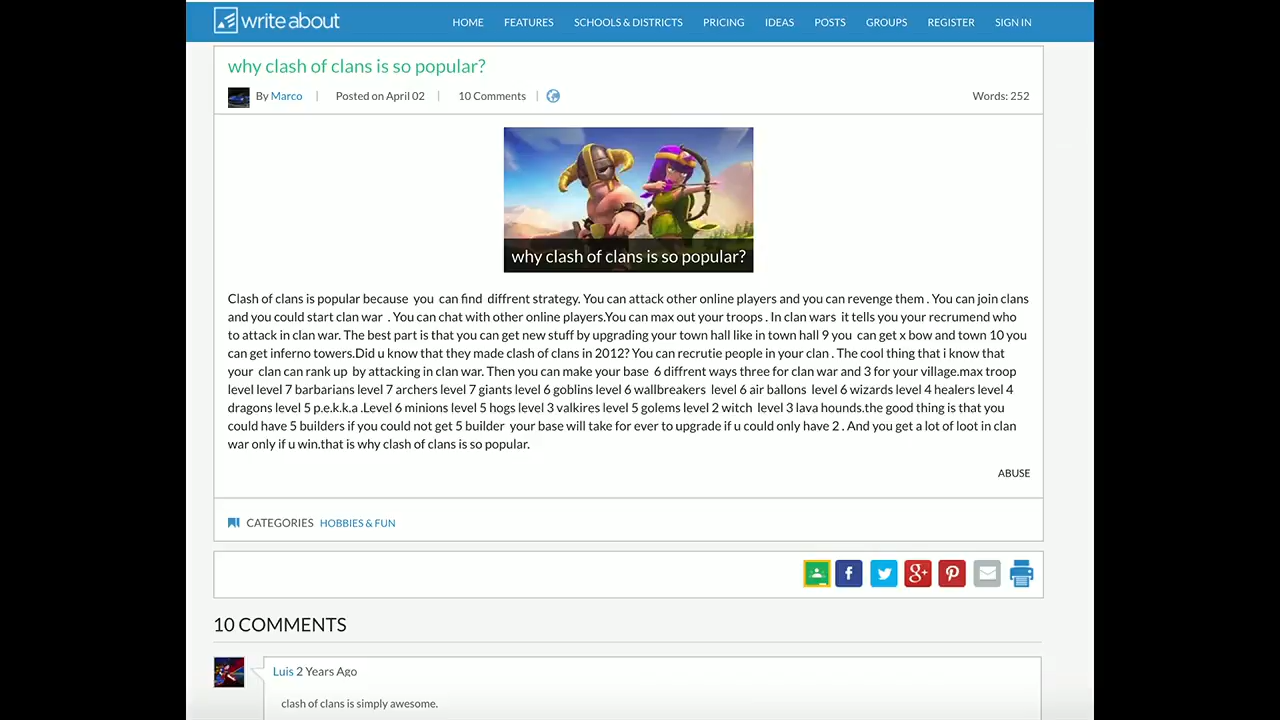 write about
HOME FEATURES SCHOOLS & DISTRICTS PRICING IDEAS POSTS GROUPS REGISTER SIGN IN
why clash of clans is so popular?
By Marco | Posted on April 02 | 10 Comments | Words: 252
why clash of clans is so popular?
Clash of clans is popular because you can find diffrent strategy. You can attack other online players and you can revenge them . You can join clans
and you could start clan war . You can chat with other online players.You can max out your troops . In clan wars it tells you your recrumend who
to attack in clan war. The best part is that you can get new stuff by upgrading your town hall like in town hall 9 you can get x bow and town 10 you
can get inferno towers.Did u know that they made clash of clans in 2012? You can recrutie people in your clan . The cool thing that i know that
your clan can rank up by attacking in clan war. Then you can make your base 6 diffrent ways three for clan war and 3 for your village.max troop
level level 7 barbarians level 7 archers level 7 giants level 6 goblins level 6 wallbreakers level 6 air ballons level 6 wizards level 4 healers level 4
dragons level 5 p.e.k.k.a .Level 6 minions level 5 hogs level 3 valkires level 5 golems level 2 witch level 3 lava hounds.the good thing is that you
could have 5 builders if you could not get 5 builder your base will take for ever to upgrade if u could only have 2 . And you get a lot of loot in clan
war only if u win.that is why clash of clans is so popular.
ABUSE
CATEGORIES HOBBIES & FUN
10 COMMENTS
Luis 2 Years Ago
clash of clans is simply awesome.